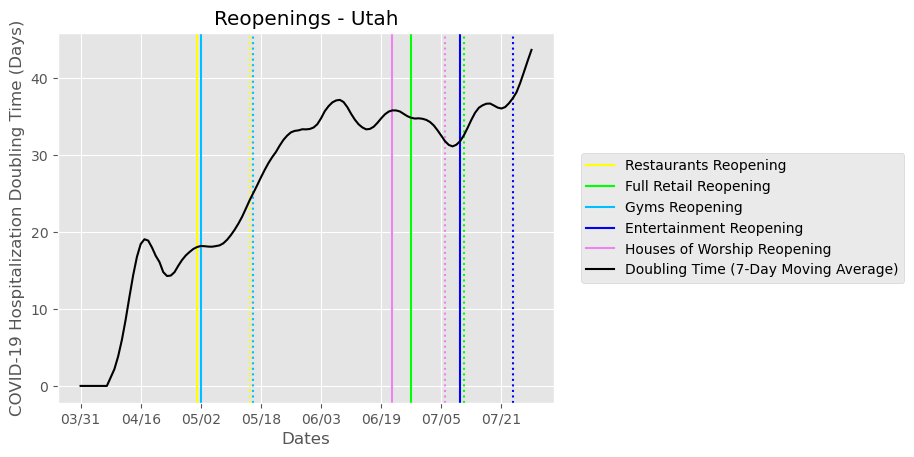 Reopenings - Utah
COVID-19 Hospitalization Doubling Time (Days)
40
30
20
10
0
03/31 04/16 05/02 05/18 06/03 06/19 07/05 07/21
Dates
Restaurants Reopening
Full Retail Reopening
Gyms Reopening
Entertainment Reopening
Houses of Worship Reopening
Doubling Time (7-Day Moving Average)